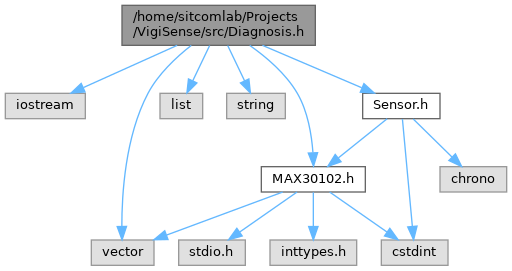 /home/sitcomlab/Projects
/VigiSense/src/Diagnosis.h
iostream
list
string
Sensor.h
MAX30102.h
chrono
vector
stdio.h
inttypes.h
cstdint